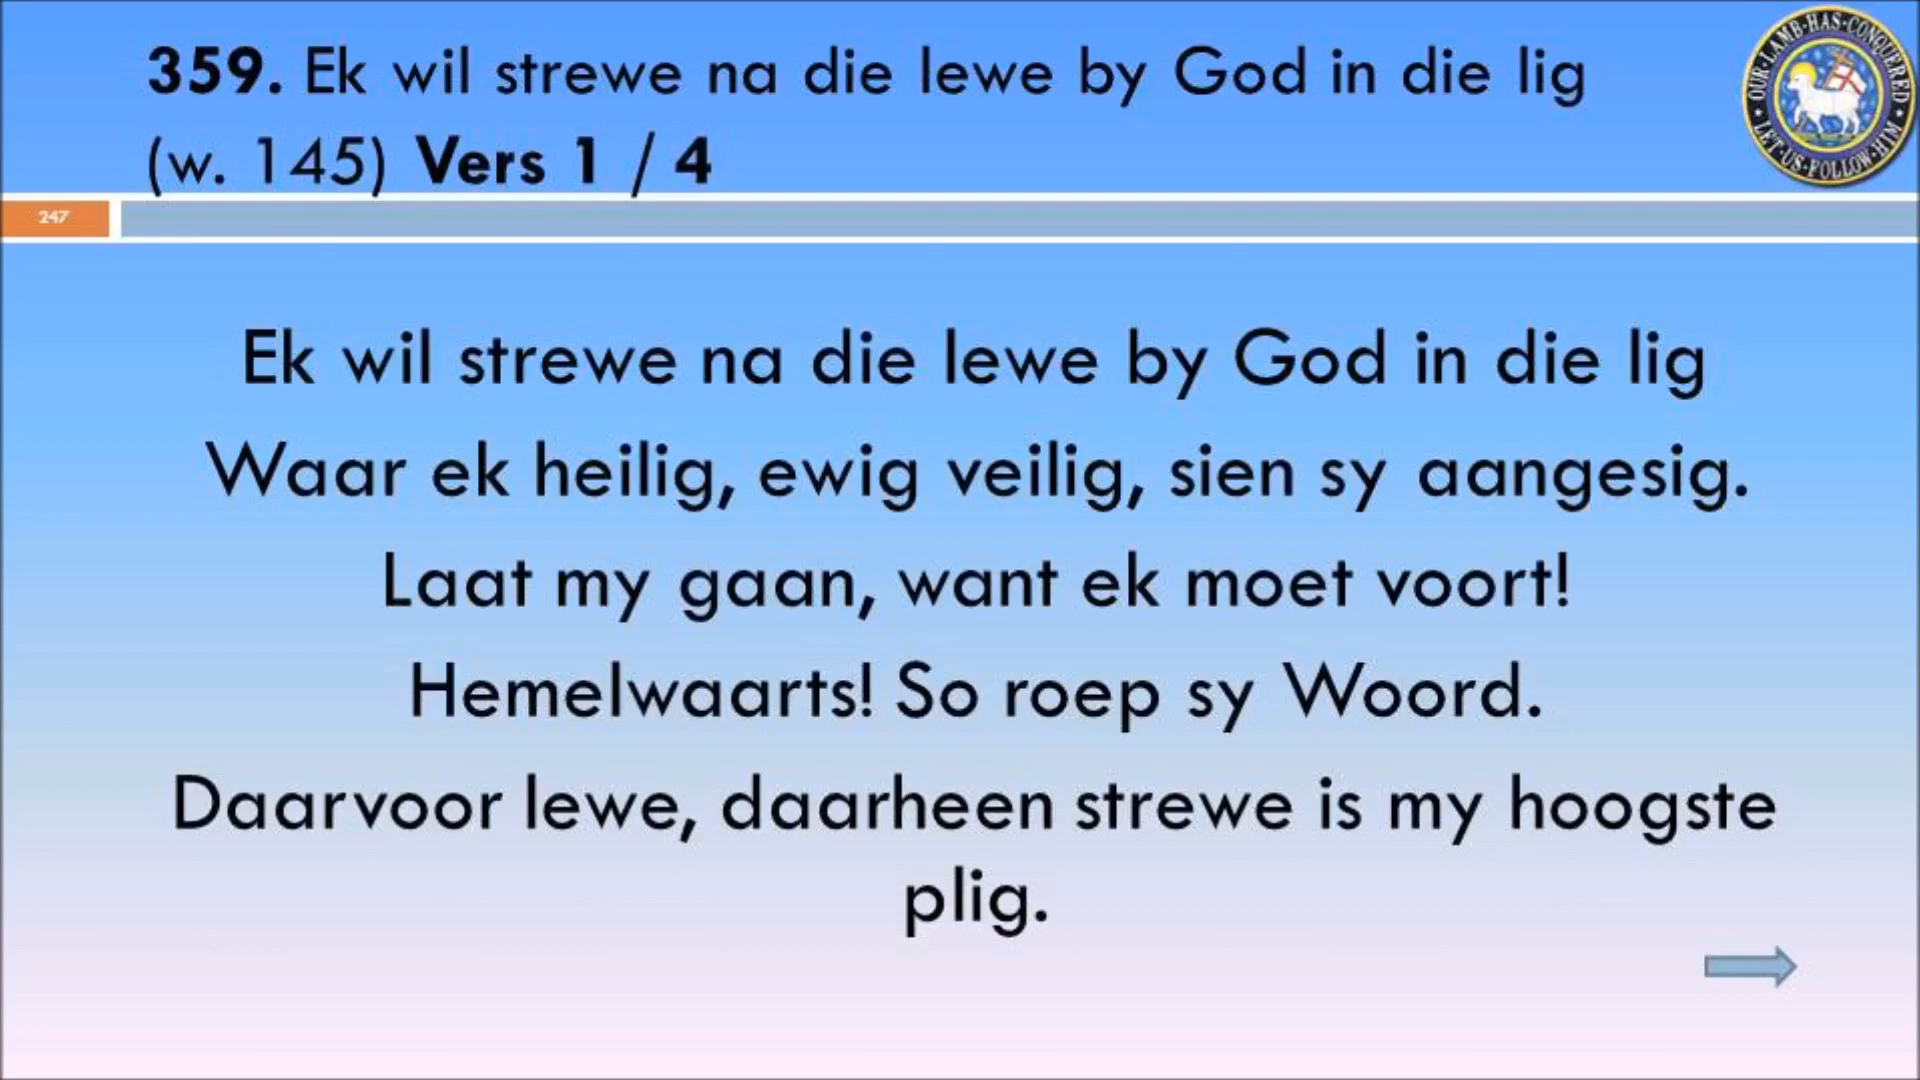 359. Ek wil strewe na die lewe by God in die lig
(w. 145) Vers 1 / 4
OUR·LAMB·HAS·CONQUERED
LET·US·FOLLOW·HIM
247
Ek wil strewe na die lewe by God in die lig
Waar ek heilig, ewig veilig, sien sy aangesig.
Laat my gaan, want ek moet voort!
Hemelwaarts! So roep sy Woord.
Daarvoor lewe, daarheen strewe is my hoogste
plig.